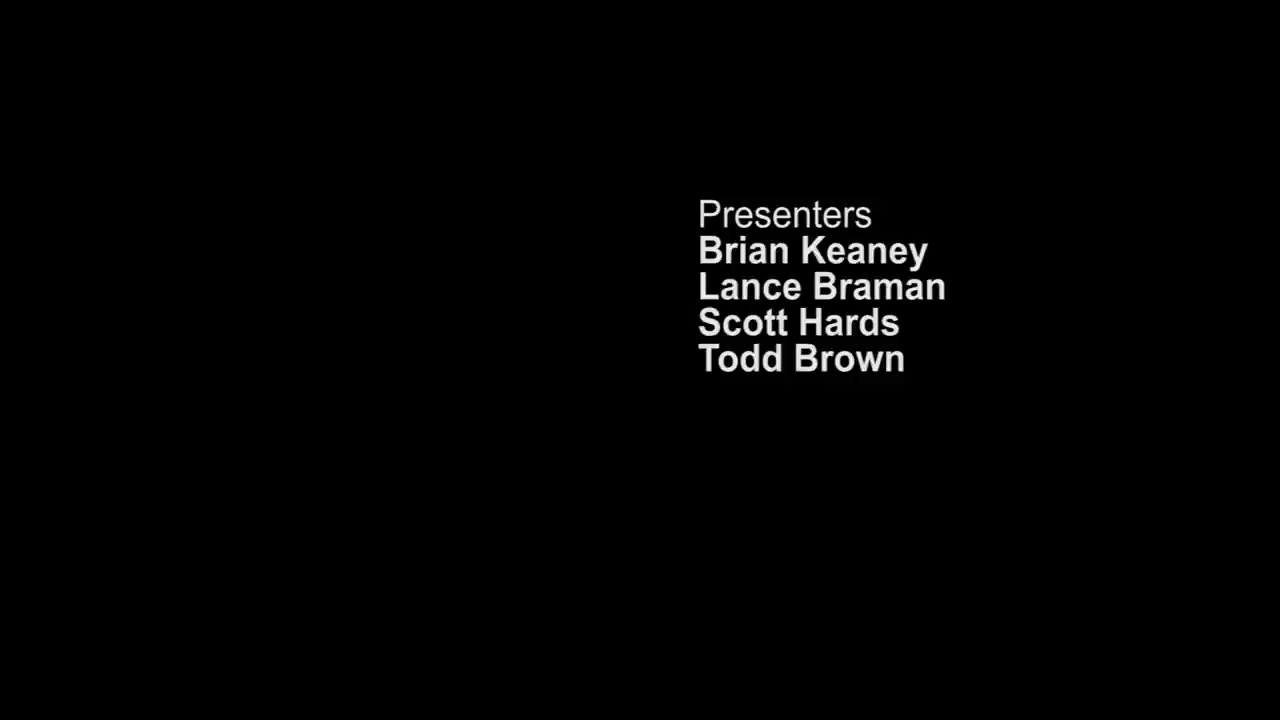 Presenters
Brian Keaney
Lance Braman
Scott Hards
Todd Brown